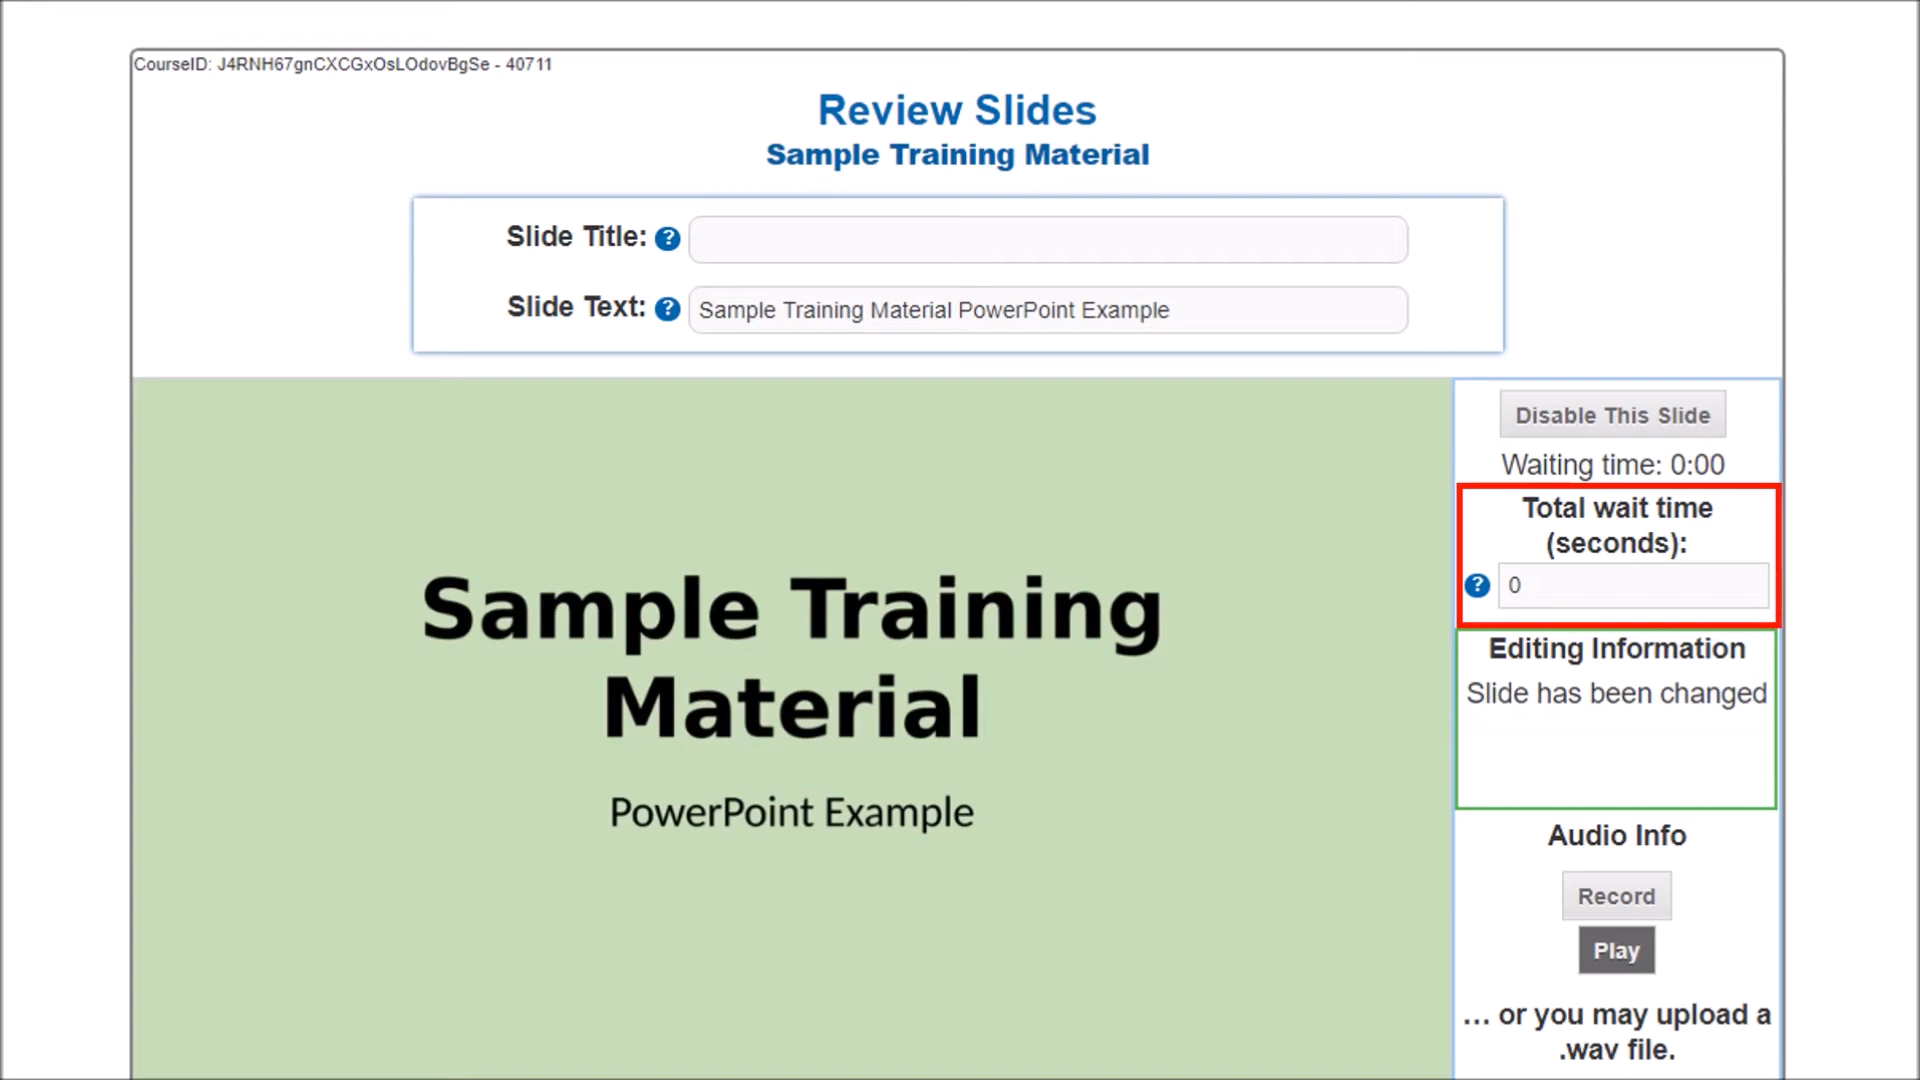 CourseID: J4RNH67gnCXCGxOsLOdovBgSe - 40711
Review Slides
Sample Training Material
Slide Title: ?
Slide Text: ? Sample Training Material PowerPoint Example
Sample Training
Material
PowerPoint Example
Disable This Slide
Waiting time: 0:00
Total wait time
(seconds):
? 0
Editing Information
Slide has been changed
Audio Info
Record
Play
... or you may upload a
.wav file.